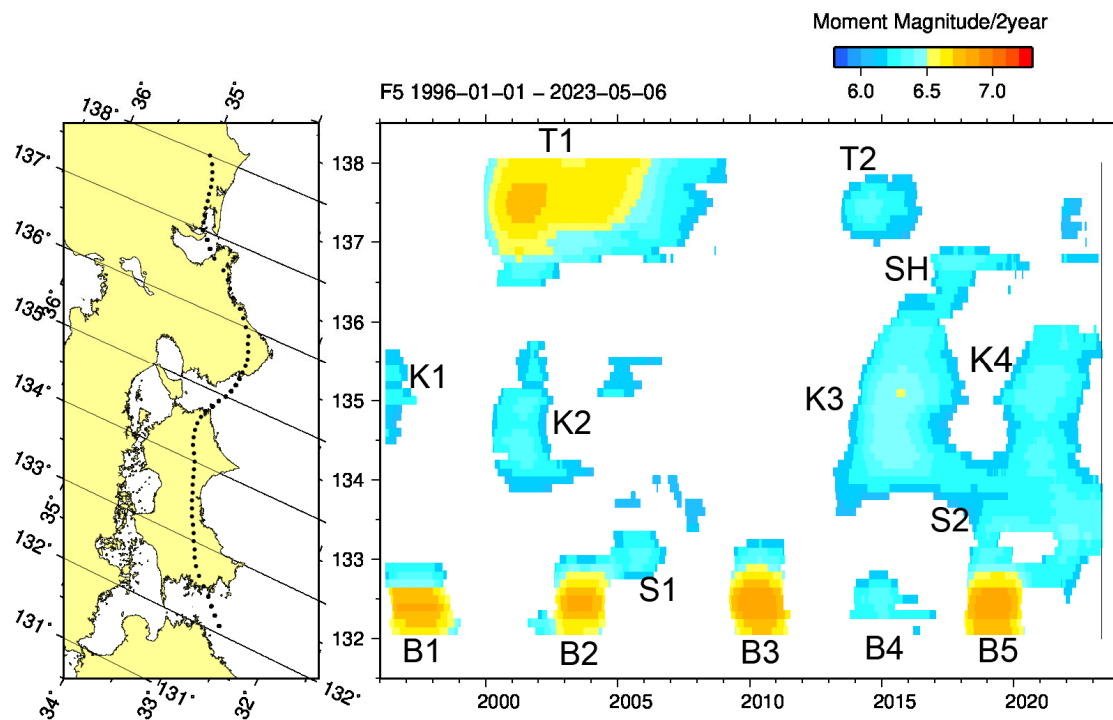 Moment Magnitude/2year
6.0 6.5 7.0
F5 1996-01-01 - 2023-05-06
36°
35°
138°
137°
136°
36°
135°
134°
133°
35°
132°
131°
34°
33°
131°
32°
132°
138
137
136
135
134
133
132
T1
T2
SH
K1
K2
K3
K4
S1
S2
B1 B2 B3 B4 B5
2000 2005 2010 2015 2020